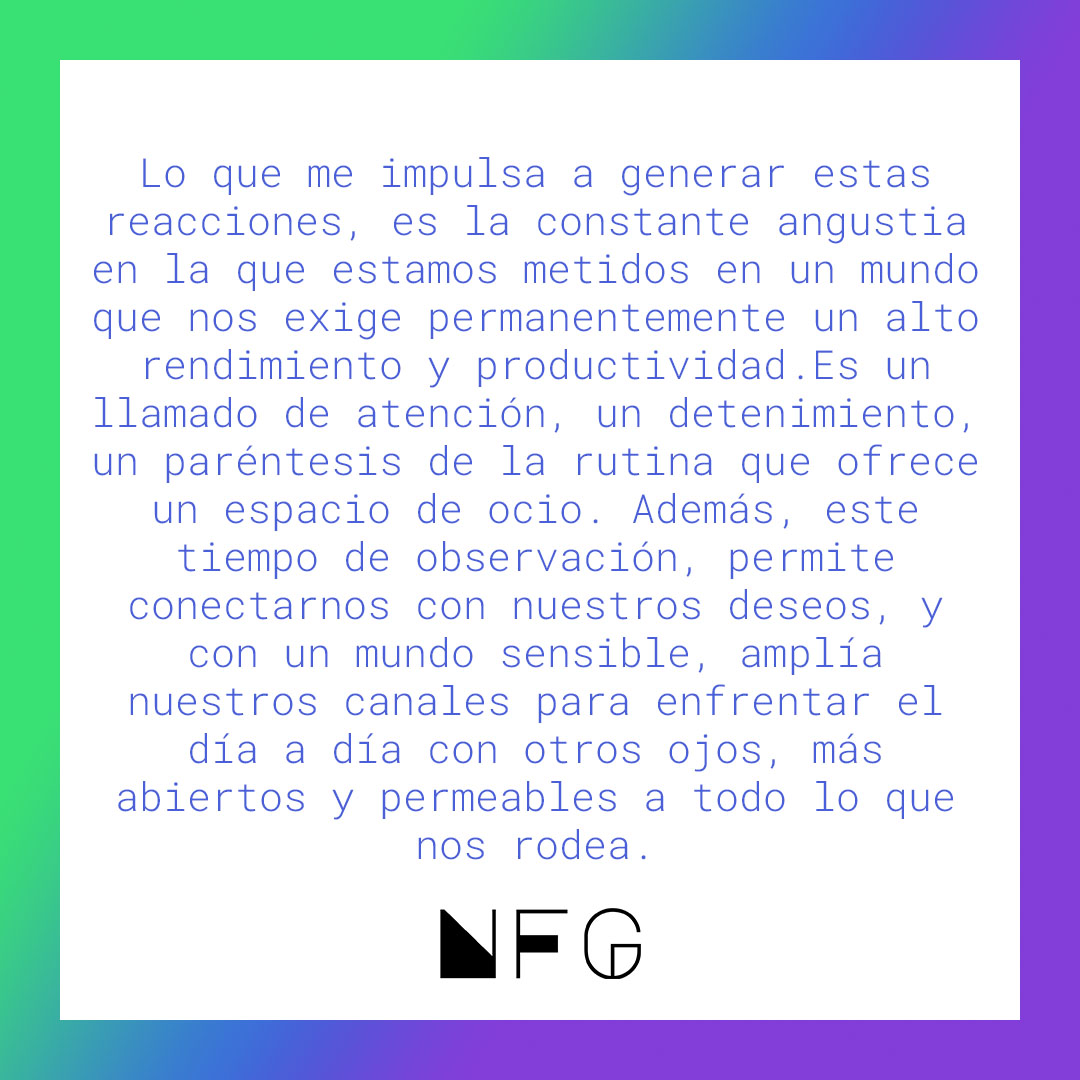 Lo que me impulsa a generar estas
reacciones, es la constante angustia
en la que estamos metidos en un mundo
que nos exige permanentemente un alto
rendimiento y productividad.Es un
llamado de atención, un detenimiento,
un paréntesis de la rutina que ofrece
un espacio de ocio. Además, este
tiempo de observación, permite
conectarnos con nuestros deseos, y
con un mundo sensible, amplía
nuestros canales para enfrentar el
día a día con otros ojos, más
abiertos y permeables a todo lo que
nos rodea.
NFG